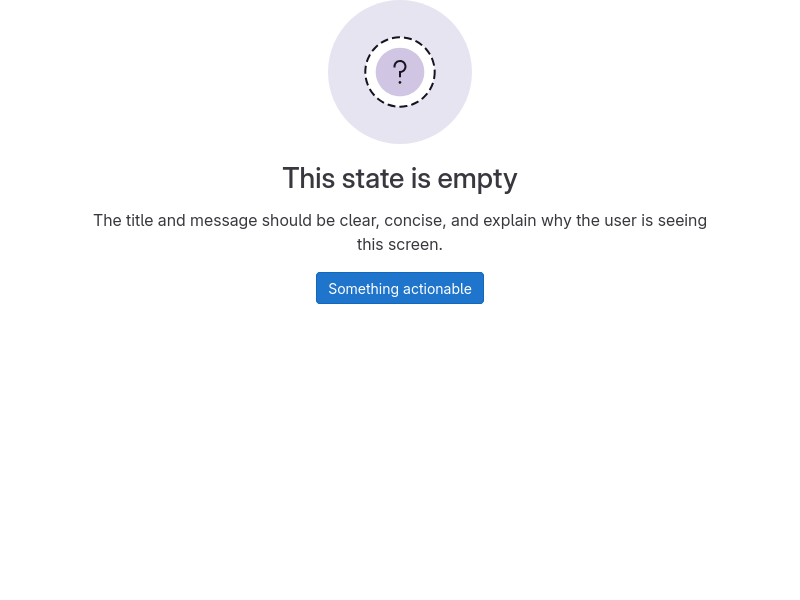 ?
This state is empty
The title and message should be clear, concise, and explain why the user is seeing
this screen.
Something actionable